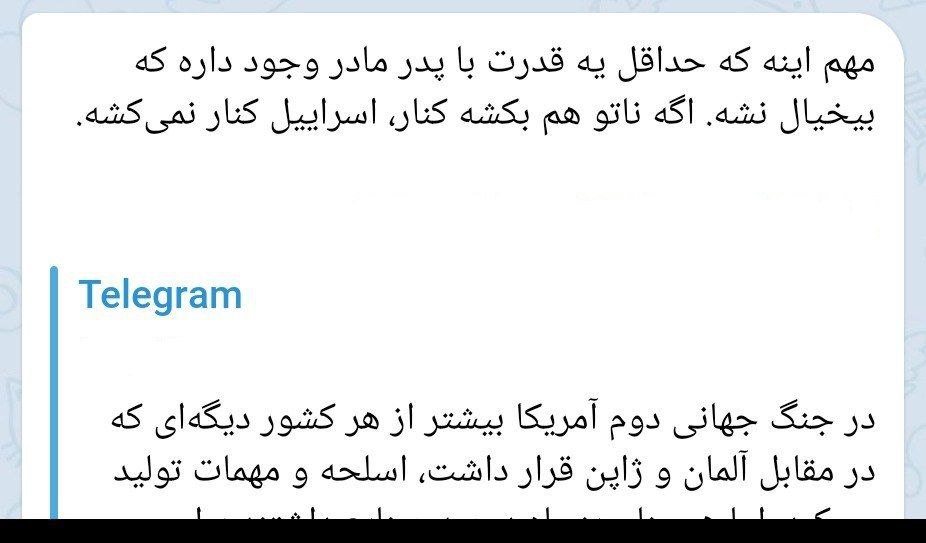 مهم اینه که حداقل یه قدرت با پدر مادر وجود داره که
بیخیال نشه. اگه ناتو هم بکشه کنار، اسراییل کنار نمی‌کشه.
Telegram
در جنگ جهانی دوم آمریکا بیشتر از هر کشور دیگه‌ای که
در مقابل آلمان و ژاپن قرار داشت، اسلحه و مهمات تولید